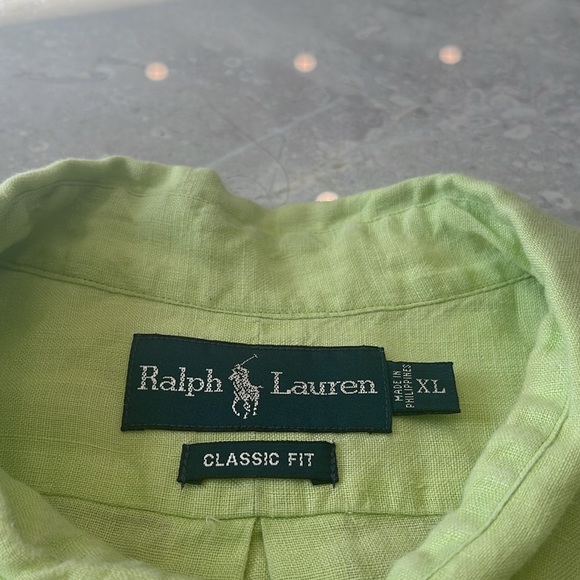 Ralph Lauren
MADE IN
PHILIPPINES
XL
CLASSIC FIT